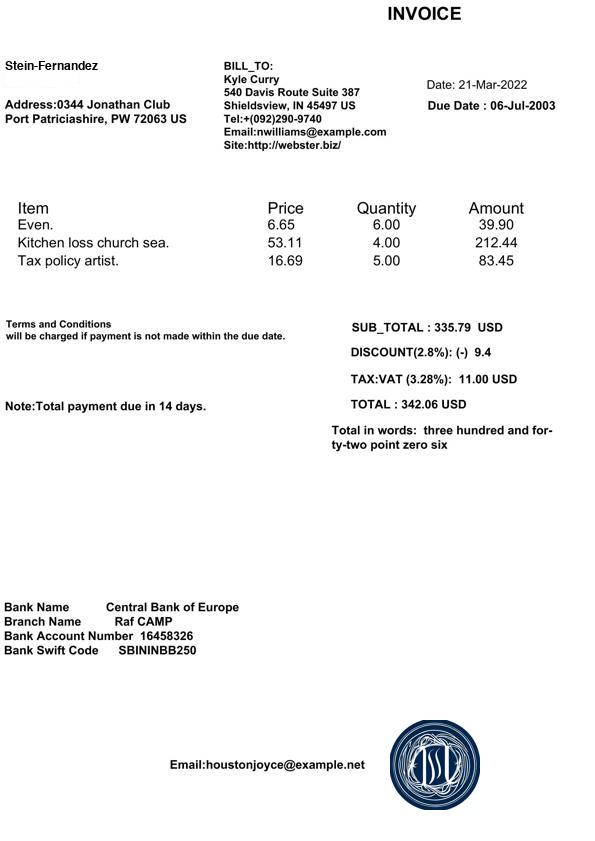 INVOICE
Stein-Fernandez
Address:0344 Jonathan Club
Port Patriciashire, PW 72063 US
BILL_TO:
Kyle Curry
540 Davis Route Suite 387
Shieldsview, IN 45497 US
Tel:+(092)290-9740
Email:nwilliams@example.com
Site:http://webster.biz/
Date: 21-Mar-2022
Due Date : 06-Jul-2003
Item Price Quantity Amount
Even. 6.65 6.00 39.90
Kitchen loss church sea. 53.11 4.00 212.44
Tax policy artist. 16.69 5.00 83.45
Terms and Conditions
will be charged if payment is not made within the due date.
Note:Total payment due in 14 days.
SUB_TOTAL : 335.79 USD
DISCOUNT(2.8%): (-) 9.4
TAX:VAT (3.28%): 11.00 USD
TOTAL : 342.06 USD
Total in words: three hundred and for-
ty-two point zero six
Bank Name Central Bank of Europe
Branch Name Raf CAMP
Bank Account Number 16458326
Bank Swift Code SBININBB250
Email:houstonjoyce@example.net